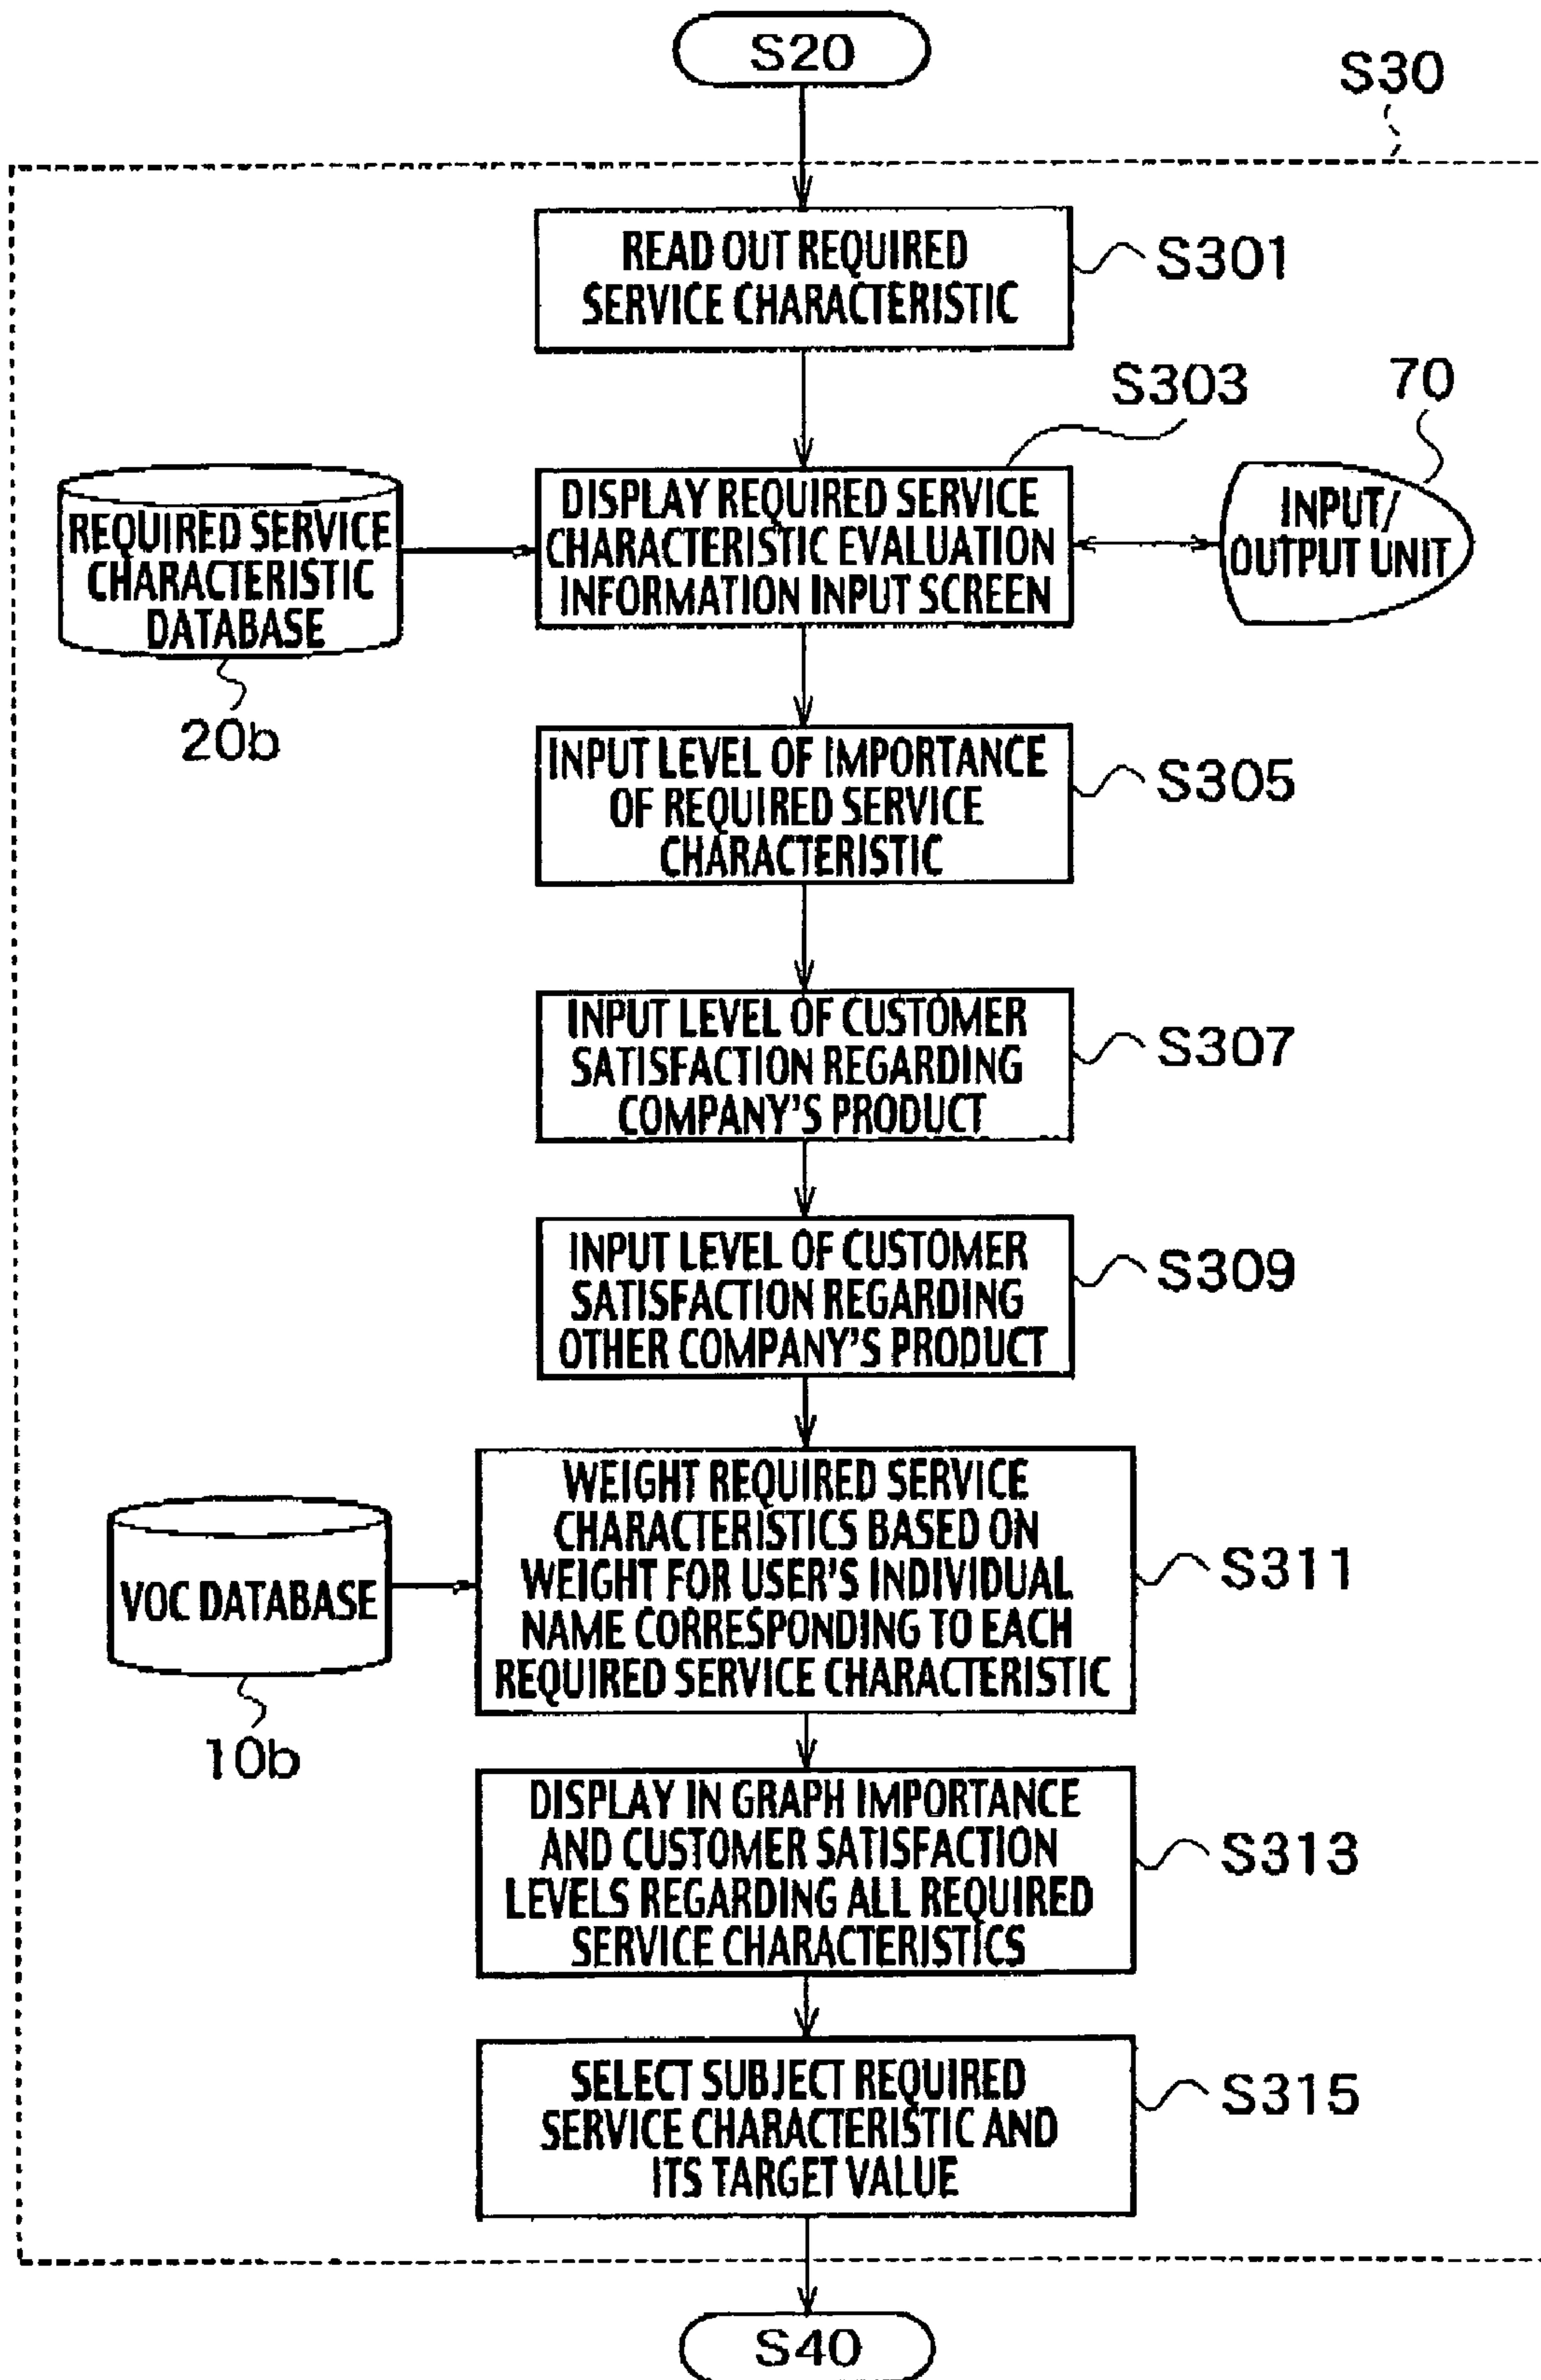 S20
S30
READ OUT REQUIRED
SERVICE CHARACTERISTIC
S301
S303
70
REQUIRED SERVICE
CHARACTERISTIC
DATABASE
20b
DISPLAY REQUIRED SERVICE
CHARACTERISTIC EVALUATION
INFORMATION INPUT SCREEN
INPUT/
OUTPUT UNIT
INPUT LEVEL OF IMPORTANCE
OF REQUIRED SERVICE
CHARACTERISTIC
S305
INPUT LEVEL OF CUSTOMER
SATISFACTION REGARDING
COMPANY'S PRODUCT
S307
INPUT LEVEL OF CUSTOMER
SATISFACTION REGARDING
OTHER COMPANY'S PRODUCT
S309
VOC DATABASE
10b
WEIGHT REQUIRED SERVICE
CHARACTERISTICS BASED ON
WEIGHT FOR USER'S INDIVIDUAL
NAME CORRESPONDING TO EACH
REQUIRED SERVICE CHARACTERISTIC
S311
DISPLAY IN GRAPH IMPORTANCE
AND CUSTOMER SATISFACTION
LEVELS REGARDING ALL REQUIRED
SERVICE CHARACTERISTICS
S313
SELECT SUBJECT REQUIRED
SERVICE CHARACTERISTIC AND
ITS TARGET VALUE
S315
S40